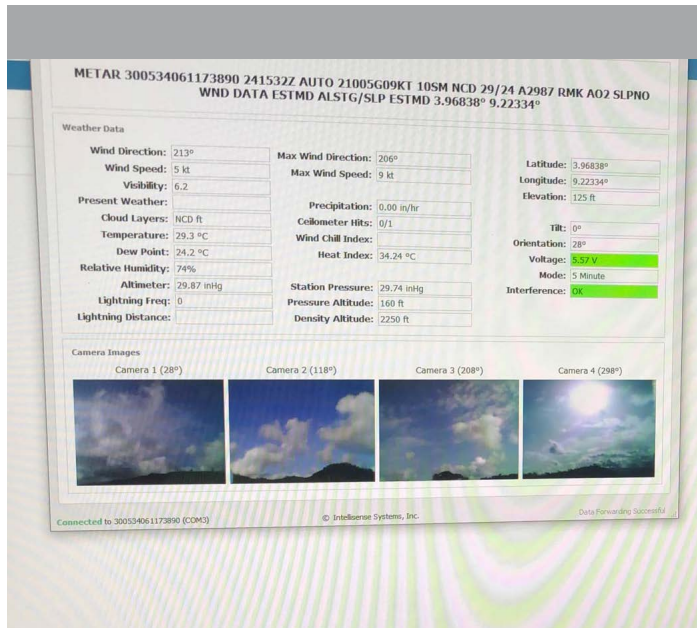 METAR 300534061173890 241532Z AUTO 21005G09KT 10SM NCD 29/24 A2987 RMK AO2 SLPNO
WND DATA ESTMD ALSTG/SLP ESTMD 3.96838° 9.22334°
Weather Data
Wind Direction: 213°
Wind Speed: 5 kt
Visibility: 6.2
Present Weather:
Cloud Layers: NCD ft
Temperature: 29.3 °C
Dew Point: 24.2 °C
Relative Humidity: 74%
Altimeter: 29.87 inHg
Lightning Freq: 0
Lightning Distance:
Max Wind Direction: 206°
Max Wind Speed: 9 kt
Precipitation: 0.00 in/hr
Ceilometer Hits: 0/1
Wind Chill Index:
Heat Index: 34.24 °C
Station Pressure: 29.74 inHg
Pressure Altitude: 160 ft
Density Altitude: 2250 ft
Latitude: 3.96838°
Longitude: 9.22334°
Elevation: 125 ft
Tilt: 0°
Orientation: 28°
Voltage: 5.57 V
Mode: 5 Minute
Interference: OK
Camera Images
Camera 1 (28°)
Camera 2 (118°)
Camera 3 (208°)
Camera 4 (298°)
Connected to 300534061173890 (COM3)
© Intellisense Systems, Inc.
Data Forwarding Successful